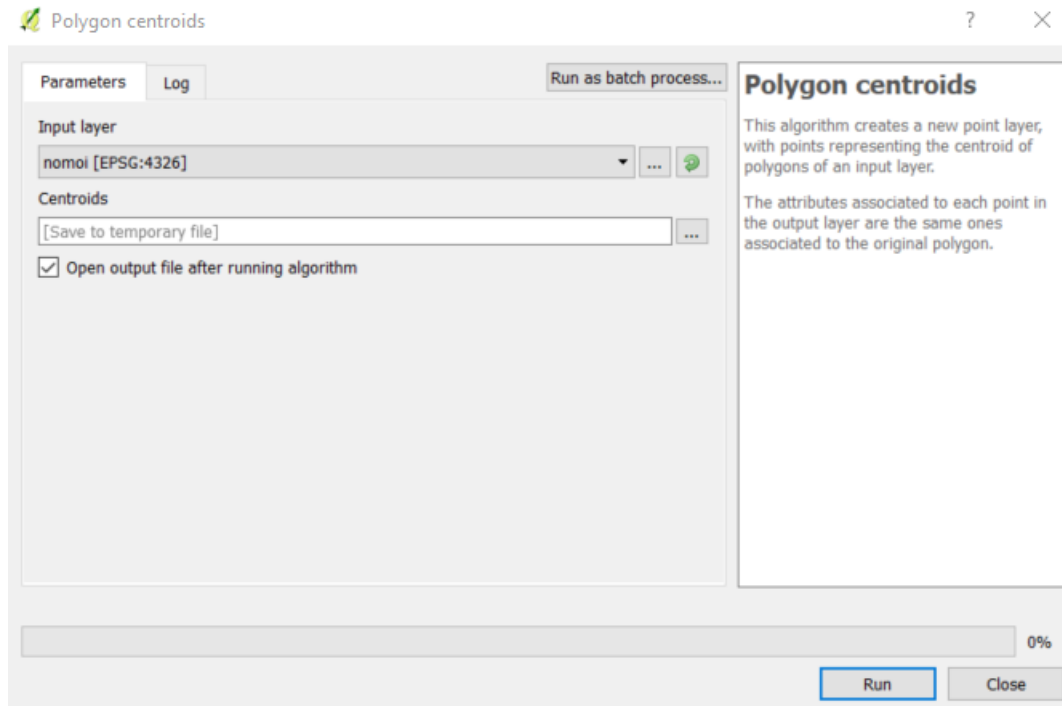 Polygon centroids
?
Parameters
Log
Run as batch process...
Input layer
nomoi [EPSG:4326]
...
Centroids
[Save to temporary file]
...
Open output file after running algorithm
Polygon centroids
This algorithm creates a new point layer,
with points representing the centroid of
polygons of an input layer.
The attributes associated to each point in
the output layer are the same ones
associated to the original polygon.
0%
Run
Close